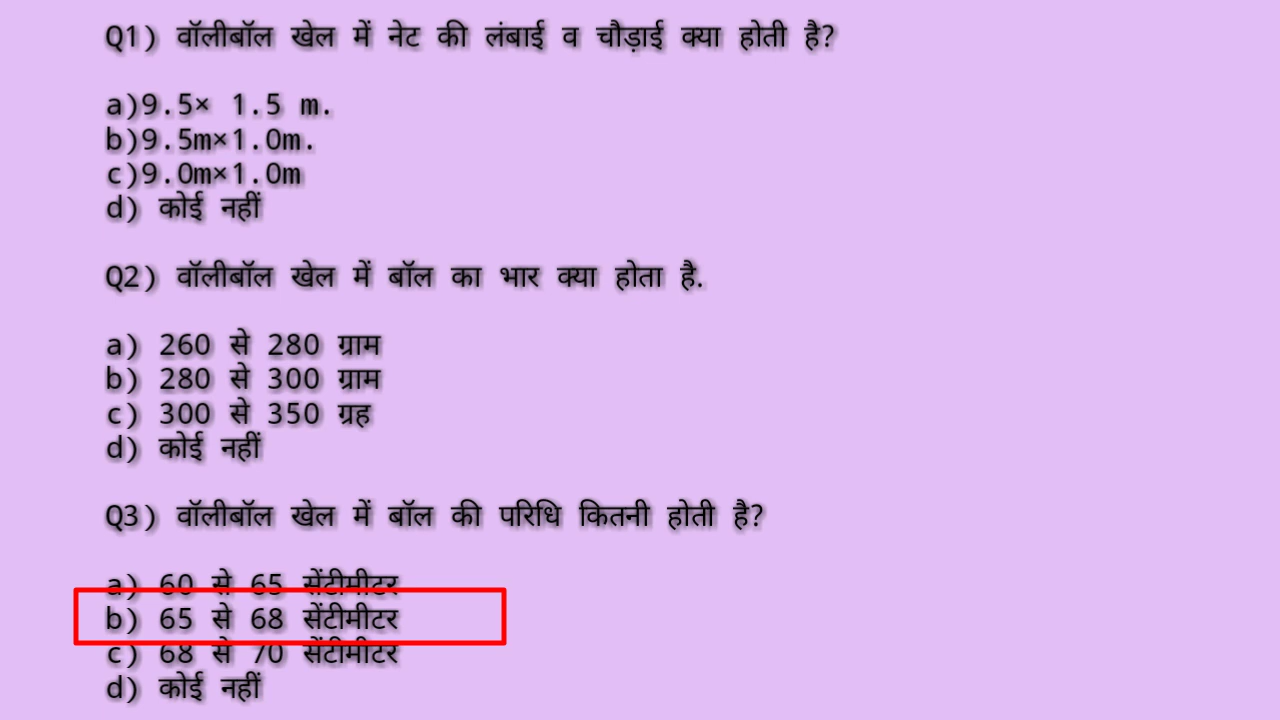 Q1) वॉलीबॉल खेल में नेट की लंबाई व चौड़ाई क्या होती है?
a)9.5× 1.5 m.
b)9.5m×1.0m.
c)9.0m×1.0m
d) कोई नहीं
Q2) वॉलीबॉल खेल में बॉल का भार क्या होता है.
a) 260 से 280 ग्राम
b) 280 से 300 ग्राम
c) 300 से 350 ग्रह
d) कोई नहीं
Q3) वॉलीबॉल खेल में बॉल की परिधि कितनी होती है?
a) 60 से 65 सेंटीमीटर
b) 65 से 68 सेंटीमीटर
c) 68 से 70 सेंटीमीटर
d) कोई नहीं